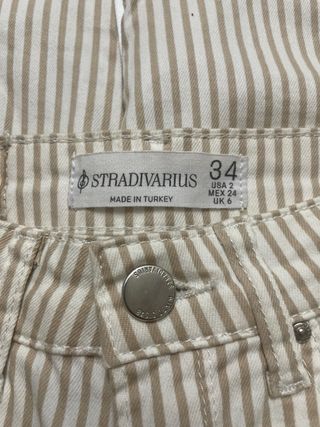 STRADIVARIUS
MADE IN TURKEY
34
USA 2
MEX 24
UK 6